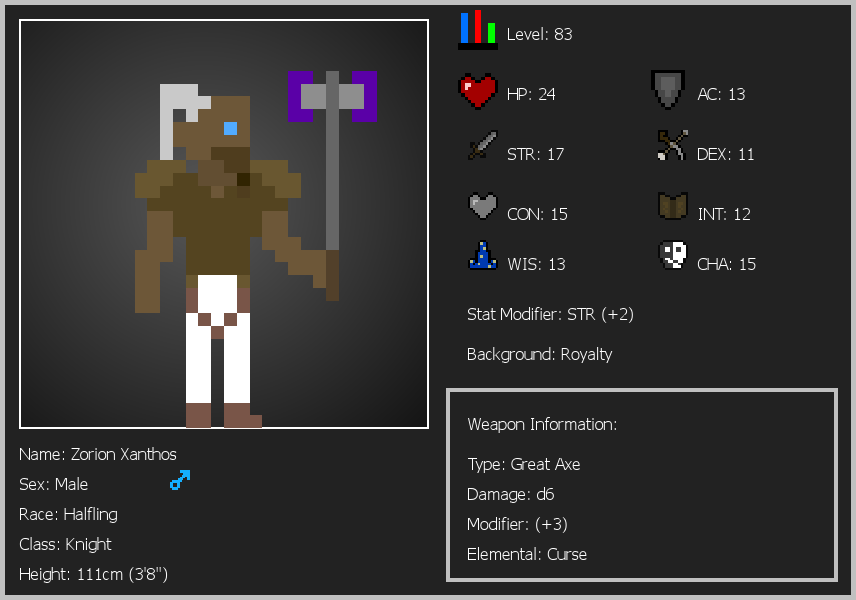 Level: 83
HP: 24
AC: 13
STR: 17
DEX: 11
CON: 15
INT: 12
WIS: 13
CHA: 15
Stat Modifier: STR (+2)
Background: Royalty
Weapon Information:
Type: Great Axe
Damage: d6
Modifier: (+3)
Elemental: Curse
Name: Zorion Xanthos
Sex: Male
Race: Halfling
Class: Knight
Height: 111cm (3'8")